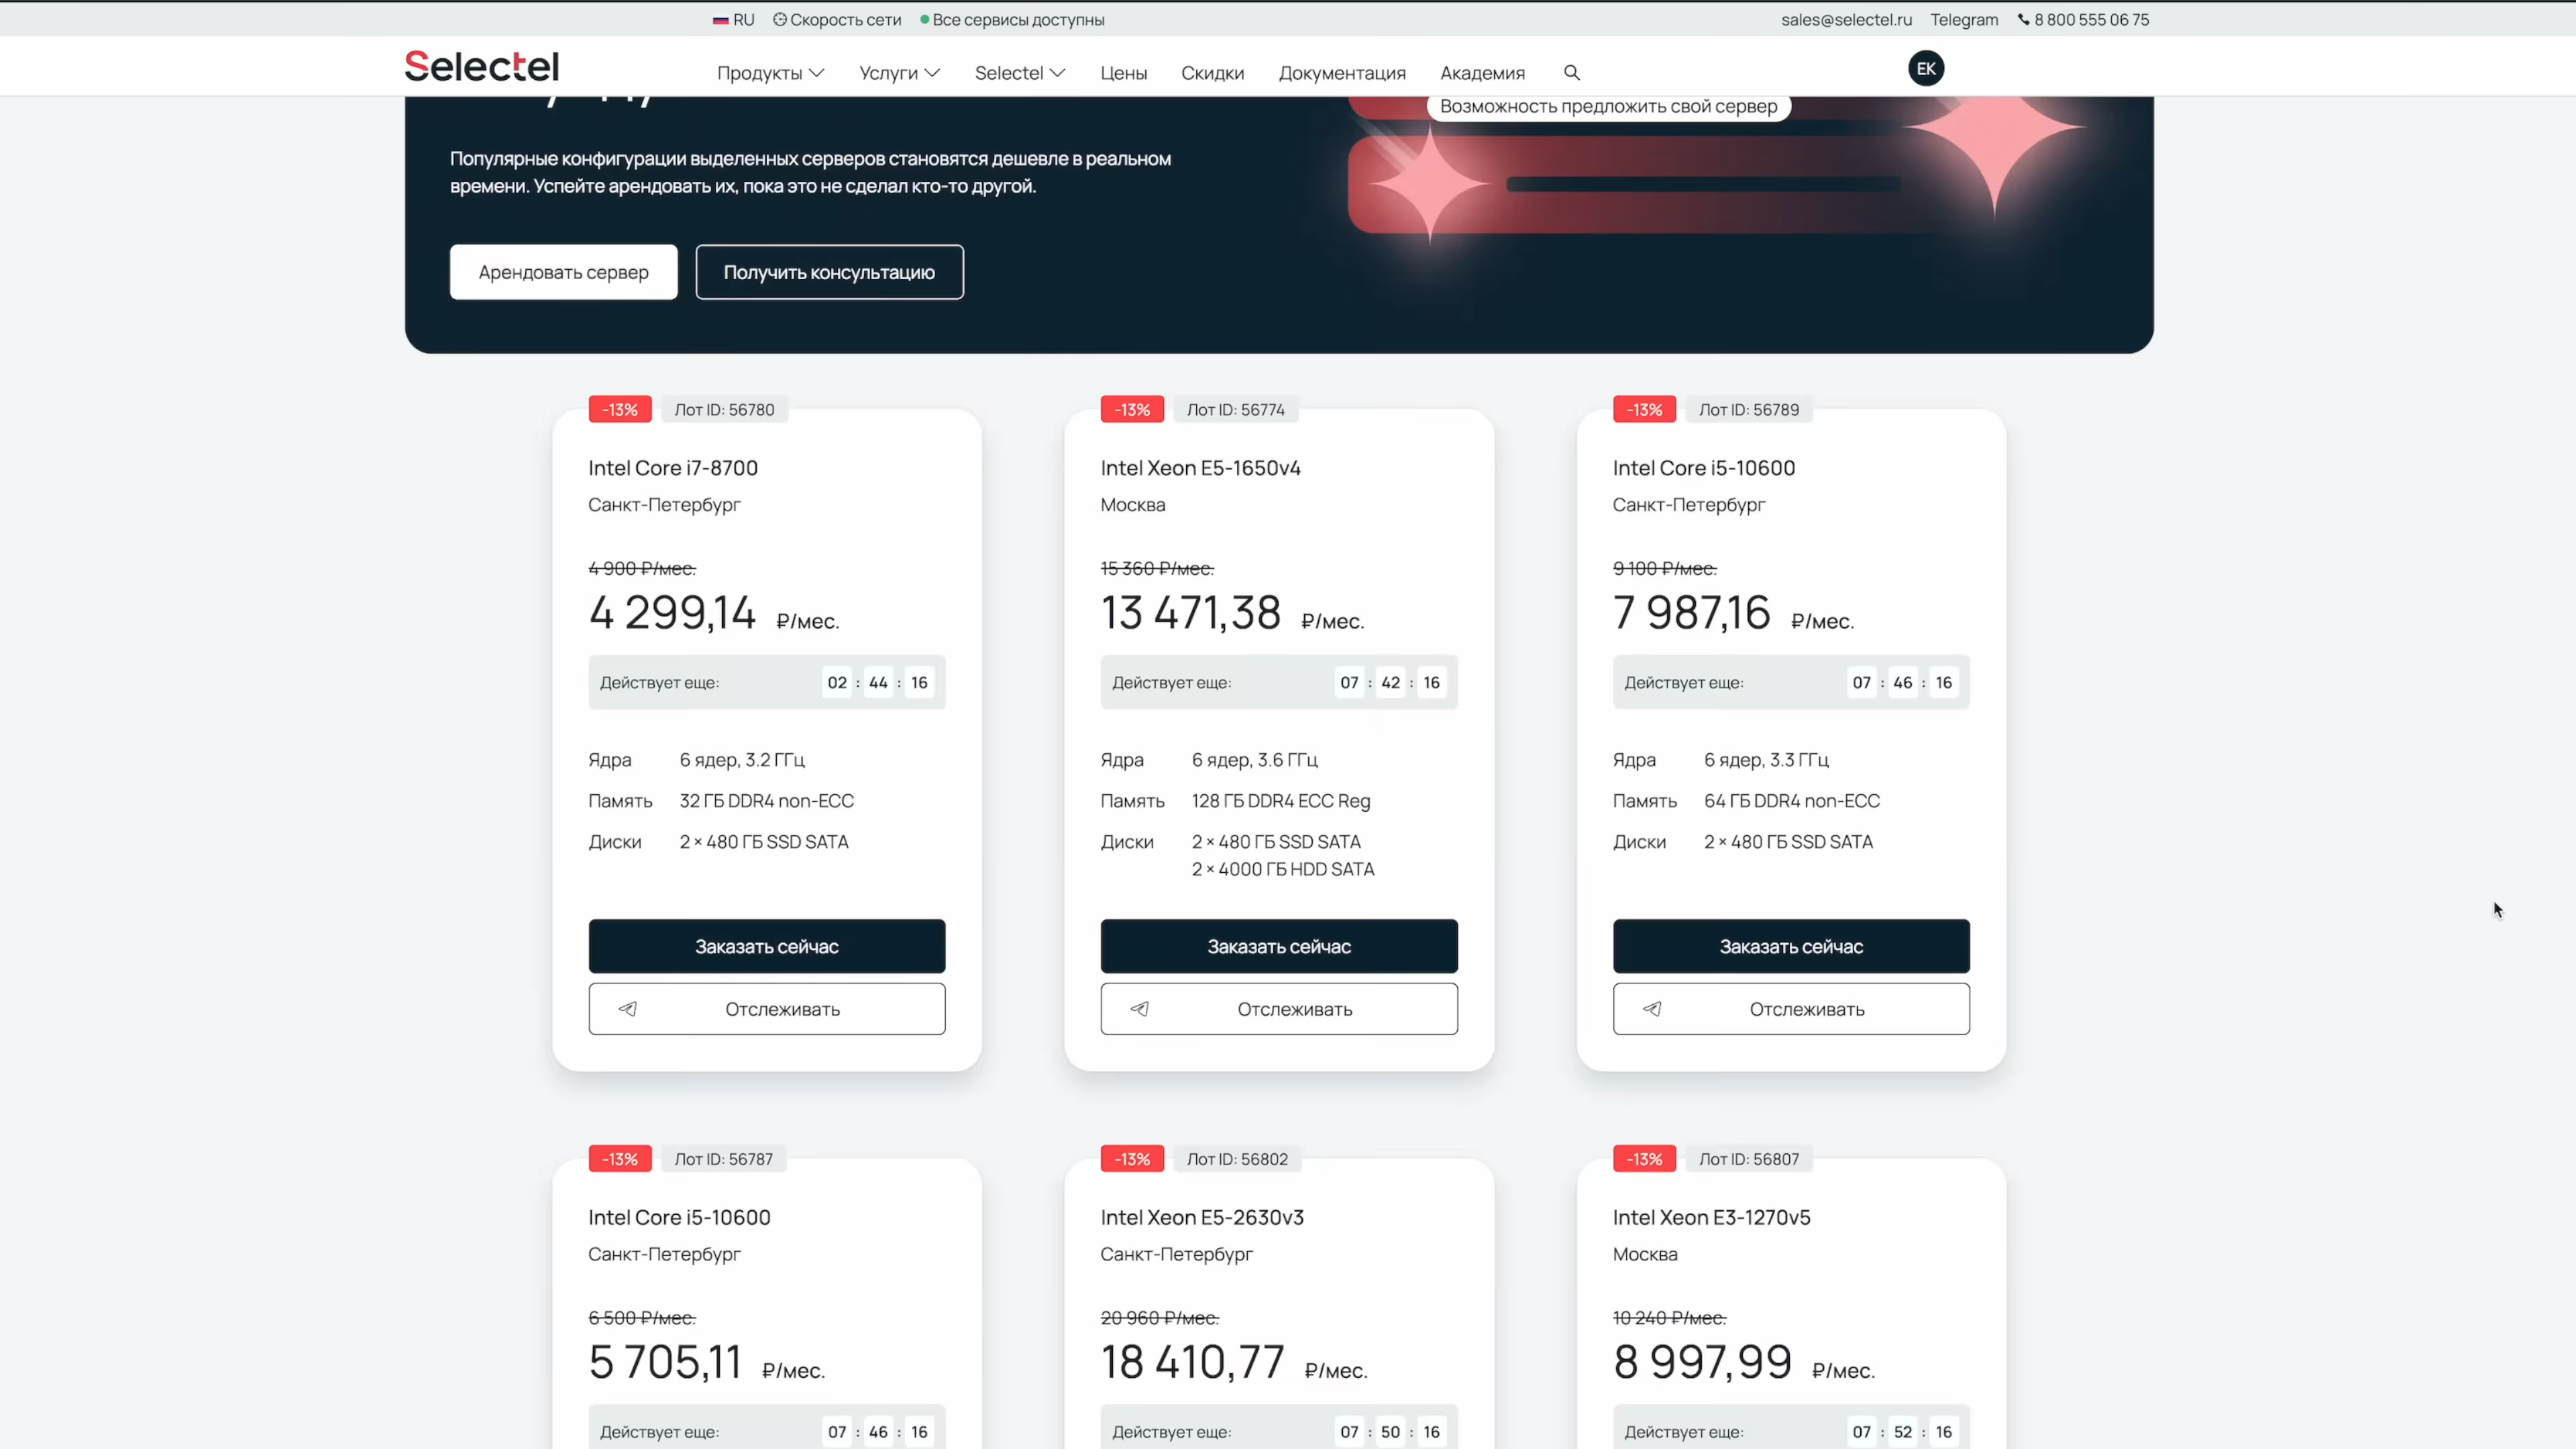 RU Скорость сети Все сервисы доступны sales@selectel.ru Telegram 8 800 555 06 75
Selectel Продукты Услуги Selectel Цены Скидки Документация Академия EK
Возможность предложить свой сервер
Популярные конфигурации выделенных серверов становятся дешевле в реальном
времени. Успейте арендовать их, пока это не сделал кто-то другой.
Арендовать сервер Получить консультацию
-13% Лот ID: 56780
Intel Core i7-8700
Санкт-Петербург
4 900 ₽/мес.
4 299,14 ₽/мес.
Действует еще: 02 : 44 : 16
Ядра 6 ядер, 3.2 ГГц
Память 32 ГБ DDR4 non-ECC
Диски 2 × 480 ГБ SSD SATA
Заказать сейчас
Отслеживать
-13% Лот ID: 56774
Intel Xeon E5-1650v4
Москва
15 360 ₽/мес.
13 471,38 ₽/мес.
Действует еще: 07 : 42 : 16
Ядра 6 ядер, 3.6 ГГц
Память 128 ГБ DDR4 ECC Reg
Диски 2 × 480 ГБ SSD SATA
2 × 4000 ГБ HDD SATA
Заказать сейчас
Отслеживать
-13% Лот ID: 56789
Intel Core i5-10600
Санкт-Петербург
9 100 ₽/мес.
7 987,16 ₽/мес.
Действует еще: 07 : 46 : 16
Ядра 6 ядер, 3.3 ГГц
Память 64 ГБ DDR4 non-ECC
Диски 2 × 480 ГБ SSD SATA
Заказать сейчас
Отслеживать
-13% Лот ID: 56787
Intel Core i5-10600
Санкт-Петербург
6 500 ₽/мес.
5 705,11 ₽/мес.
Действует еще: 07 : 46 : 16
-13% Лот ID: 56802
Intel Xeon E5-2630v3
Санкт-Петербург
20 960 ₽/мес.
18 410,77 ₽/мес.
Действует еще: 07 : 50 : 16
-13% Лот ID: 56807
Intel Xeon E3-1270v5
Москва
10 240 ₽/мес.
8 997,99 ₽/мес.
Действует еще: 07 : 52 : 16